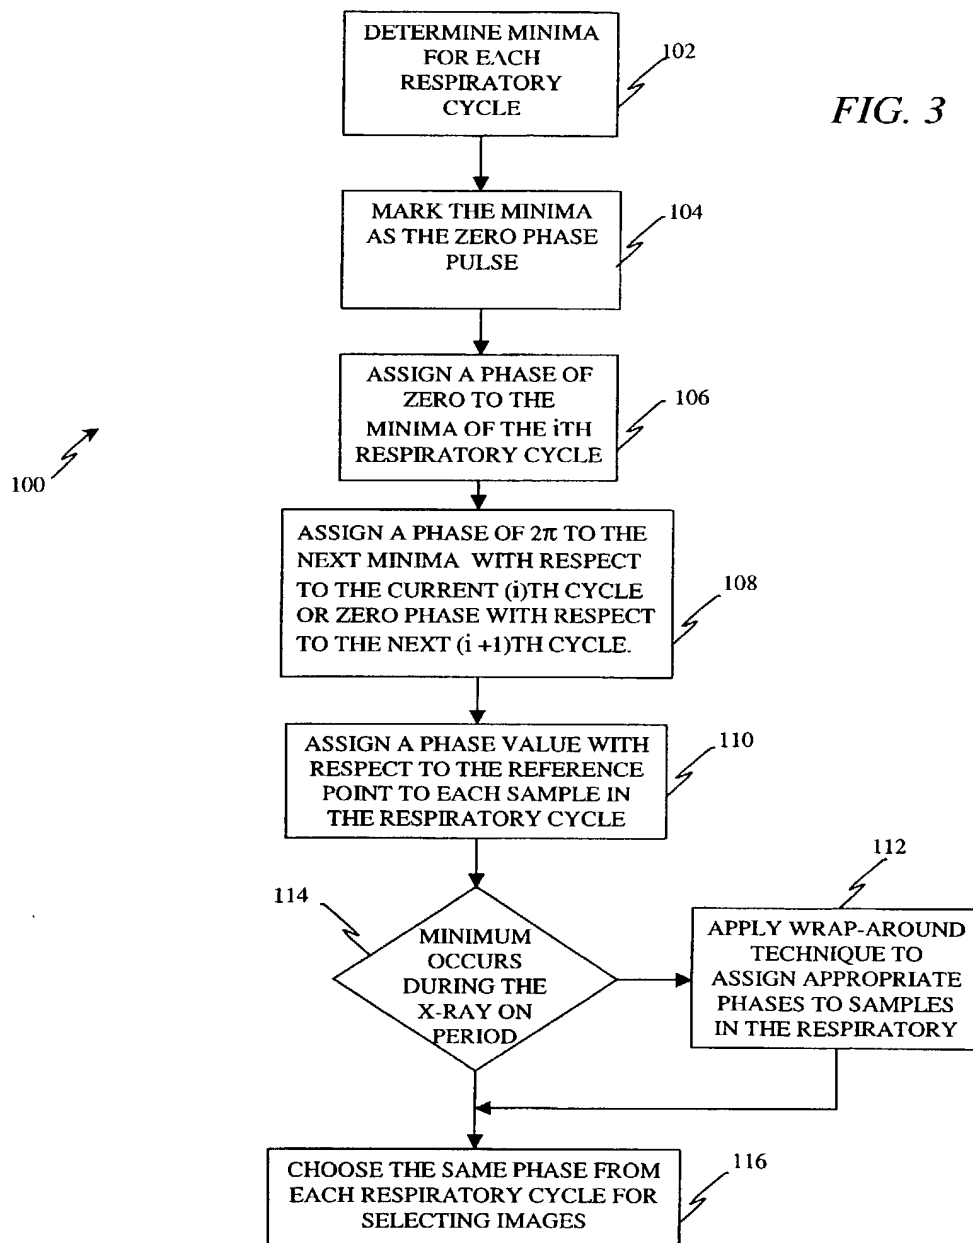 DETERMINE MINIMA
FOR EACH
RESPIRATORY
CYCLE
102
FIG. 3
MARK THE MINIMA
AS THE ZERO PHASE
PULSE
104
ASSIGN A PHASE OF
ZERO TO THE
MINIMA OF THE iTH
RESPIRATORY CYCLE
106
100
ASSIGN A PHASE OF 2π TO THE
NEXT MINIMA WITH RESPECT
TO THE CURRENT (i)TH CYCLE
OR ZERO PHASE WITH RESPECT
TO THE NEXT (i +1)TH CYCLE.
108
ASSIGN A PHASE VALUE WITH
RESPECT TO THE REFERENCE
POINT TO EACH SAMPLE IN
THE RESPIRATORY CYCLE
110
114
MINIMUM
OCCURS
DURING THE
X-RAY ON
PERIOD
112
APPLY WRAP-AROUND
TECHNIQUE TO
ASSIGN APPROPRIATE
PHASES TO SAMPLES
IN THE RESPIRATORY
CHOOSE THE SAME PHASE FROM
EACH RESPIRATORY CYCLE FOR
SELECTING IMAGES
116